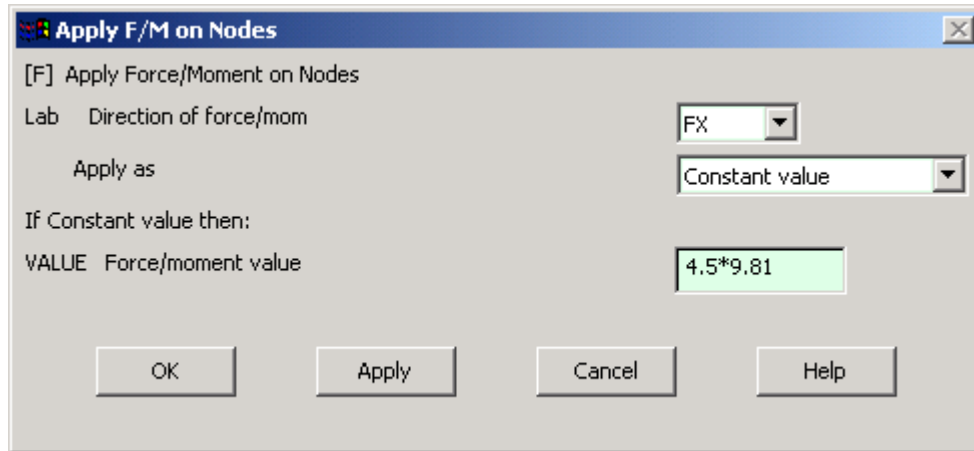 Apply F/M on Nodes
[F] Apply Force/Moment on Nodes
Lab Direction of force/mom FX
Apply as Constant value
If Constant value then:
VALUE Force/moment value 4.5*9.81
OK Apply Cancel Help